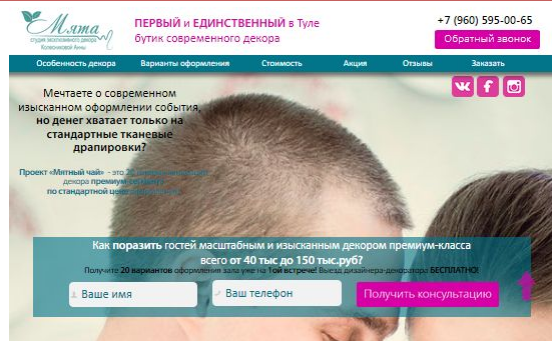 Мята
студия эксклюзивного декора
Колесниковой Анны
ПЕРВЫЙ и ЕДИНСТВЕННЫЙ в Туле
бутик современного декора
+7 (960) 595-00-65
Обратный звонок
Особенность декора Варианты оформления Стоимость Акция Отзывы Заказать
Мечтаете о современном
изысканном оформлении события,
но денег хватает только на
стандартные тканевые
драпировки?
Проект «Мятный чай» - это 20
декора
по стандартной цене
Как поразить гостей масштабным и изысканным декором премиум-класса
всего от 40 тыс до 150 тыс.руб?
Получите 20 вариантов оформления зала уже на 1ой встрече! Выезд дизайнера-декоратора БЕСПЛАТНО!
Ваше имя
Ваш телефон
Получить консультацию